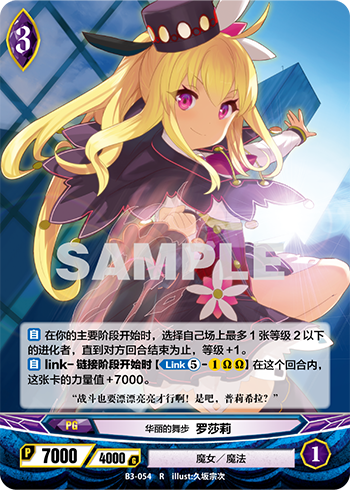 3
SAMPLE
自 在你的主要阶段开始时，选择自己场上最多1张等级2以下
的进化者，直到对方回合结束为止，等级+1。
自 link-链接阶段开始时【Link 5 - 1 Ω Ω】在这个回合内，
这张卡的力量值+7000。
“战斗也要漂漂亮亮才行啊！是吧，普莉希拉？”
PG 华丽的舞步 罗莎莉
P 7000 / 4000 G 魔女／魔法 1
B3-054 R illust:久坂宗次